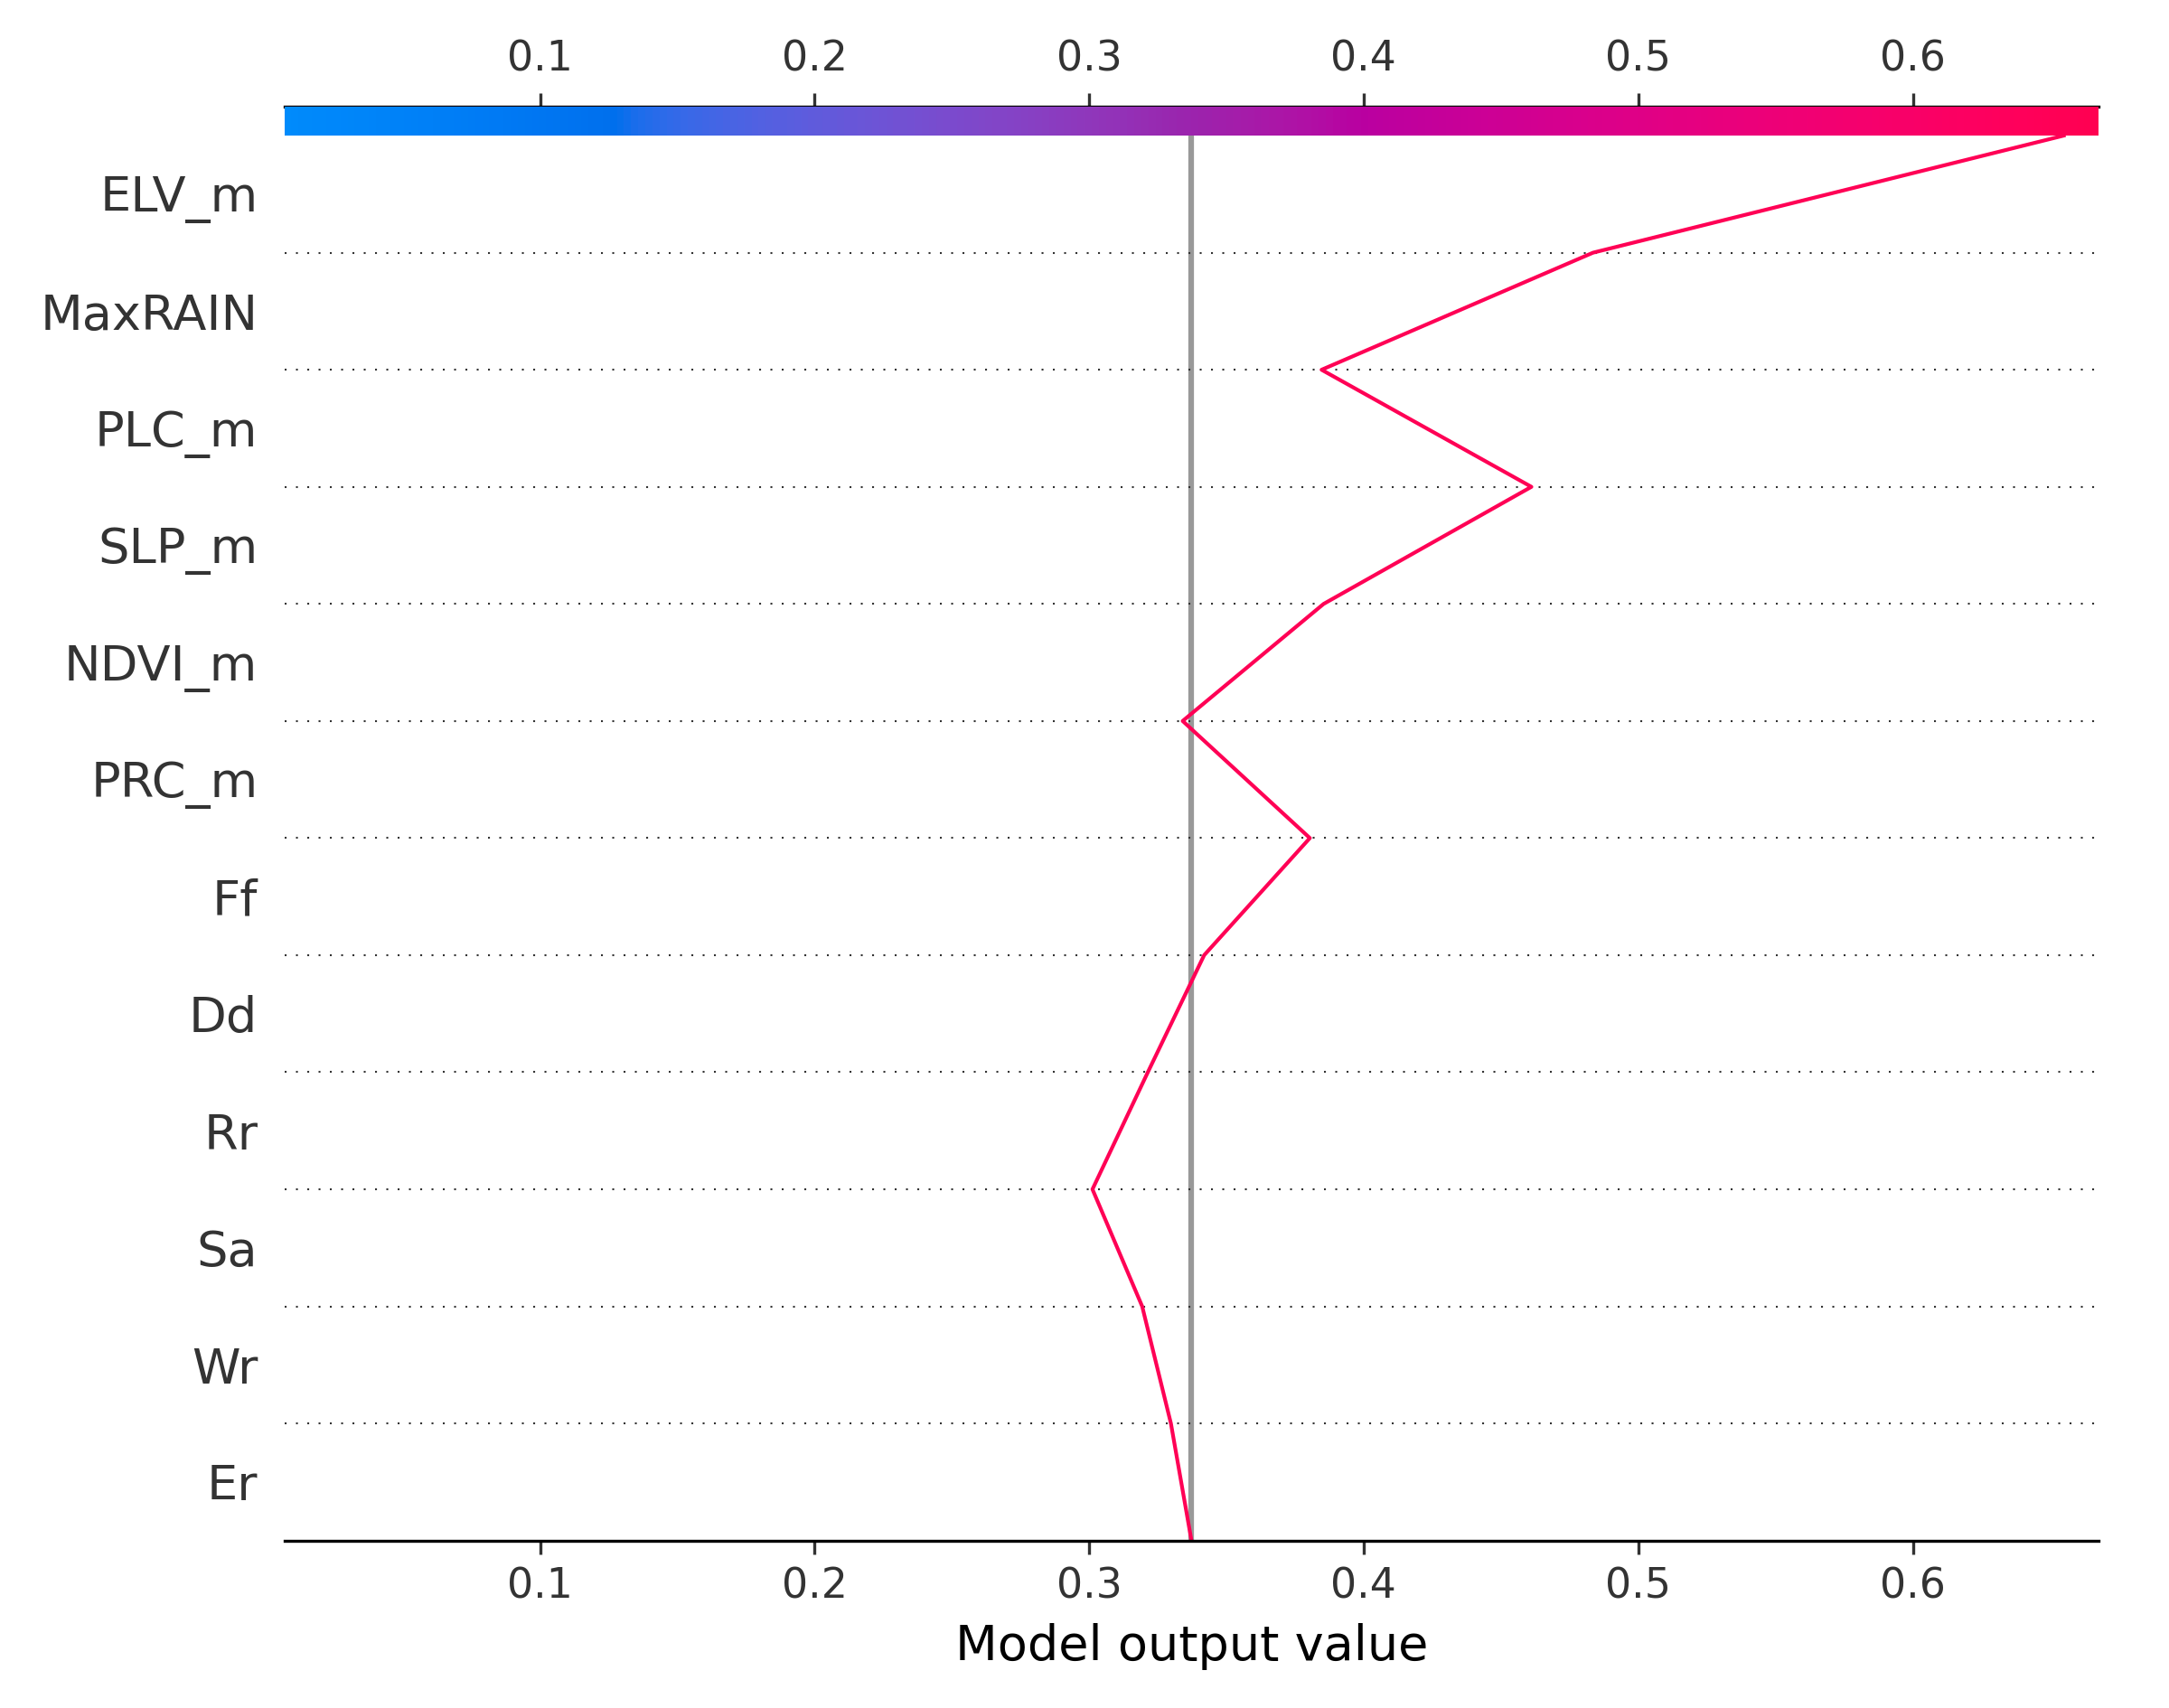 0.1 0.2 0.3 0.4 0.5 0.6
ELV_m
MaxRAIN
PLC_m
SLP_m
NDVI_m
PRC_m
Ff
Dd
Rr
Sa
Wr
Er
0.1 0.2 0.3 0.4 0.5 0.6
Model output value